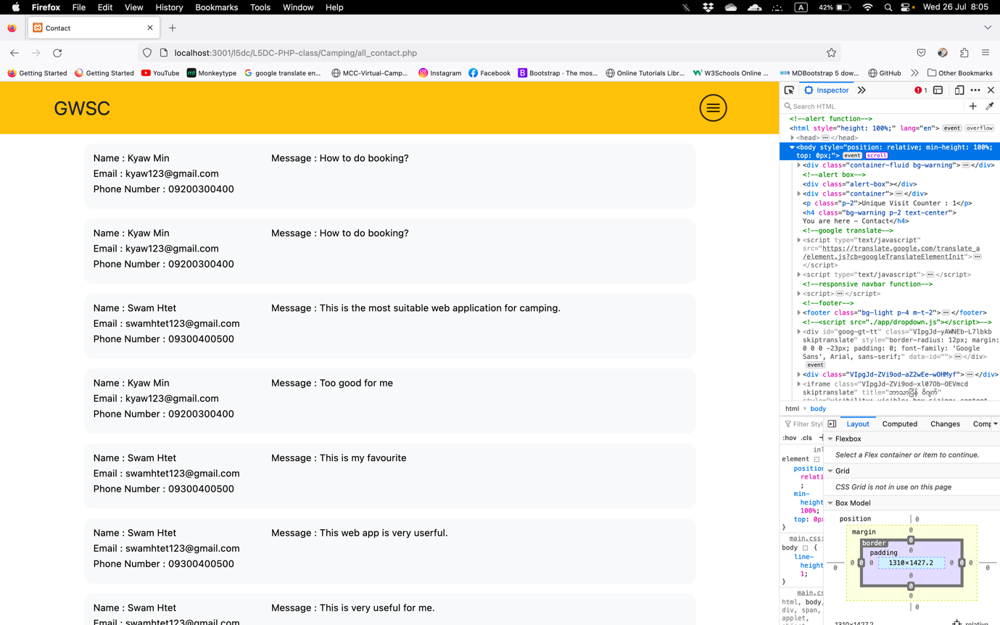 Firefox File Edit View History Bookmarks Tools Window Help A 42% Wed 26 Jul 8:05
Contact
localhost:3001/l5dc/L5DC-PHP-class/Camping/all_contact.php
Getting Started Getting Started YouTube mt Monkeytype google translate en... MCC-Virtual-Camp... Instagram Facebook B Bootstrap · The mos... Online Tutorials Libr... W3Schools Online ... MDB MDBootstrap 5 dow... GitHub Other Bookmarks
GWSC
Name : Kyaw Min
Email : kyaw123@gmail.com
Phone Number : 09200300400
Message : How to do booking?
Name : Kyaw Min
Email : kyaw123@gmail.com
Phone Number : 09200300400
Message : How to do booking?
Name : Swam Htet
Email : swamhtet123@gmail.com
Phone Number : 09300400500
Message : This is the most suitable web application for camping.
Name : Kyaw Min
Email : kyaw123@gmail.com
Phone Number : 09200300400
Message : Too good for me
Name : Swam Htet
Email : swamhtet123@gmail.com
Phone Number : 09300400500
Message : This is my favourite
Name : Swam Htet
Email : swamhtet123@gmail.com
Phone Number : 09300400500
Message : This web app is very userful.
Name : Swam Htet
Email : swamhtet123@gmail.com
Message : This is very useful for me.
Inspector 1
Search HTML
<!--alert function-->
<html style="height: 100%;" lang="en"> event overflow
<head> </head>
<body style="position: relative; min-height: 100%;
top: 0px;"> event scroll
<div class="container-fluid bg-warning"> </div>
<!--alert box-->
<div class="alert-box"></div>
<div class="container"> </div>
<p class="p-2">Unique Visit Counter : 1</p>
<h4 class="bg-warning p-2 text-center">
You are here - Contact</h4>
<!--google translate-->
<script type="text/javascript"
src="https://translate.google.com/translate_a
/element.js?cb=googleTranslateElementInit">
</script>
<script type="text/javascript"> </script>
<!--responsive navbar function-->
<script> </script>
<!--footer-->
<footer class="bg-light p-4 m-t-2"> </footer>
<!--<script src="./app/dropdown.js"></script>-->
<div id="goog-gt-tt" class="VIpgJd-yAWNEb-L7lbkb
skiptranslate" style="border-radius: 12px; margin:
0 0 0 -23px; padding: 0; font-family: 'Google
Sans', Arial, sans-serif;" data-id=""> </div>
event
<div class="VIpgJd-ZVi9od-aZ2wEe-wOHMyf"> </div>
<iframe class="VIpgJd-ZVi9od-xl07Ob-OEVmcd
skiptranslate" title="ဘာသာပြန် ဝိဂျက်"
style="visibility: visible; box-sizing: content-
html > body
Filter Styl
:hov .cls +
inl
element
position
relati
;
min-
height
100%;
top: 0px
}
main.css:
body {
line-
height
1;
}
main.cs
html, body,
div, span,
applet,
Layout Computed Changes Comp
Flexbox
Select a Flex container or item to continue.
Grid
CSS Grid is not in use on this page
Box Model
position 0
margin 0
border 0
padding 0
0 0 0 0 1310×1427.2 0 0 0 0
0
0
0
0
1310×1427.2 relative